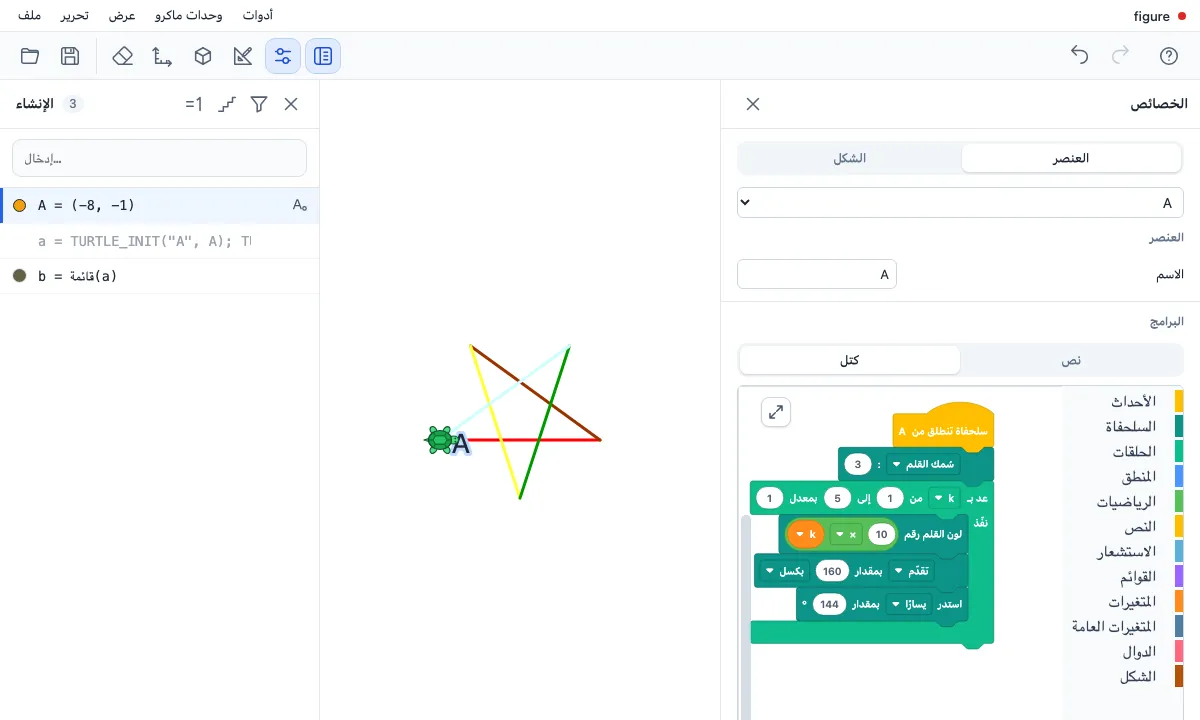 ملف تحرير عرض وحدات ماكرو أدوات
figure
الإنشاء 3
=1
إدخال...
A = (−8, −1)
a = TURTLE_INIT("A", A); TU
b = قائمة(a)
A
الخصائص
العنصر الشكل
A
العنصر
الاسم A
البرامج
نص كتل
الأحداث
السلحفاة
الحلقات
المنطق
الرياضيات
النص
الاستشعار
القوائم
المتغيرات
المتغيرات العامة
الدوال
الشكل
سلحفاة تنطلق من A
سُمك القلم : 3
عد بـ k من 1 إلى 5 بمعدل 1
نفّذ
لون القلم رقم 10 × k
تقدّم بمقدار 160 بكسل
استدر يسارًا بمقدار 144 °